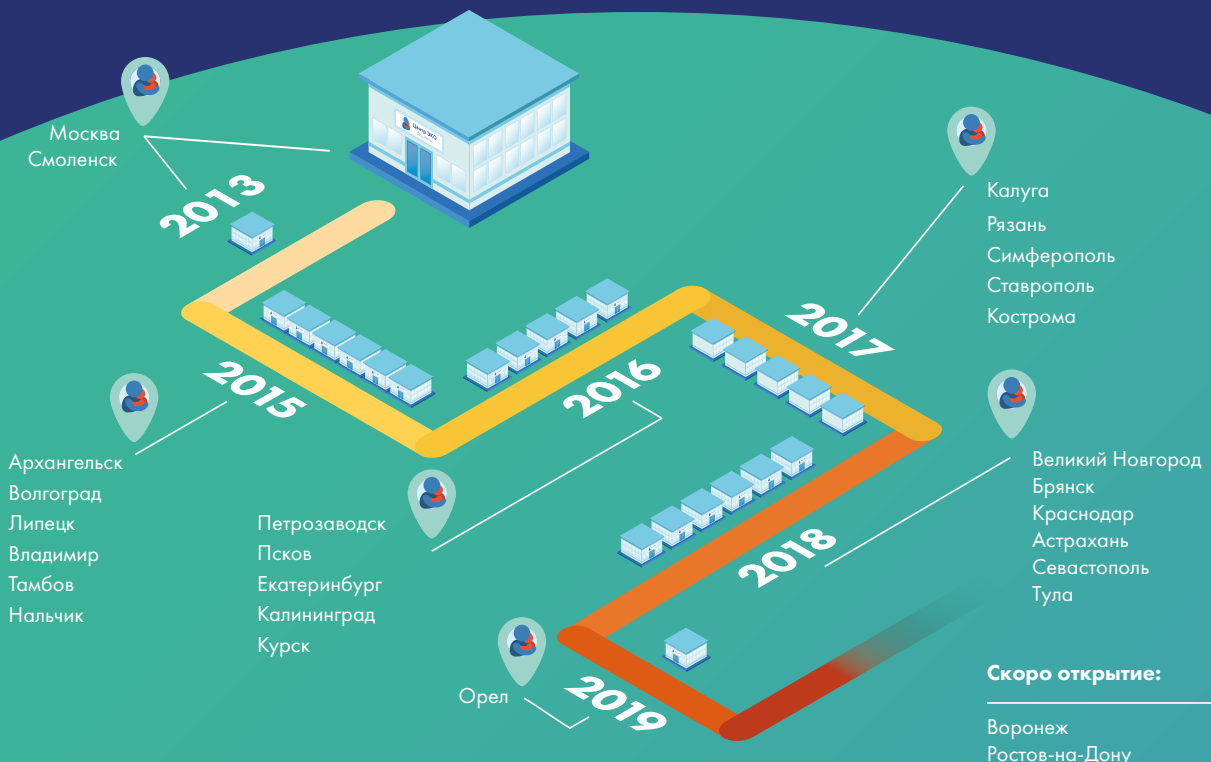 Центр ЭКО
Москва
Смоленск
2013
Калуга
Рязань
Симферополь
Ставрополь
Кострома
2017
2015
2016
Архангельск
Волгоград
Липецк
Владимир
Тамбов
Нальчик
Петрозаводск
Псков
Екатеринбург
Калининград
Курск
Великий Новгород
Брянск
Краснодар
Астрахань
Севастополь
Тула
2018
Орел
2019
Скоро открытие:
Воронеж
Ростов-на-Дону